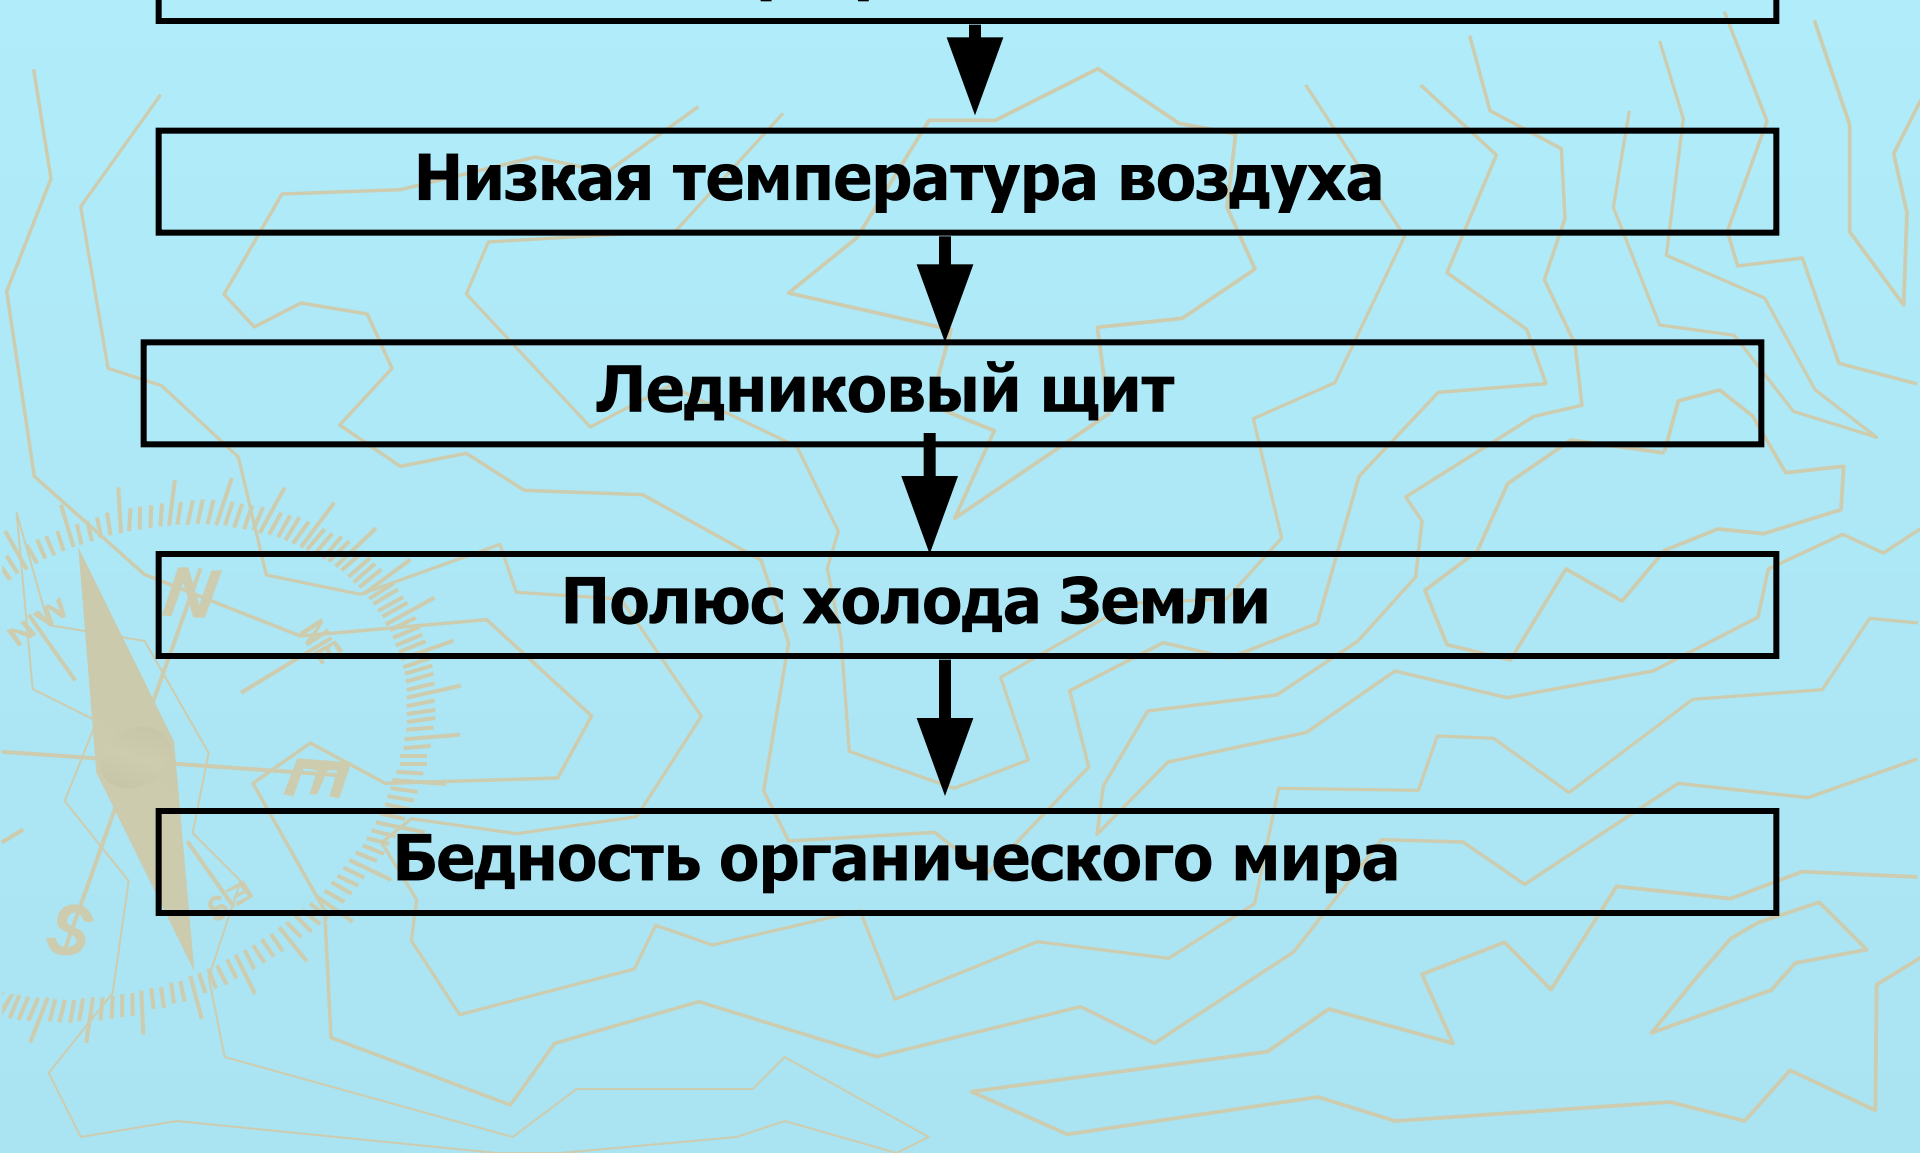 Низкая температура воздуха
Ледниковый щит
Полюс холода Земли
Бедность органического мира
N
E
S